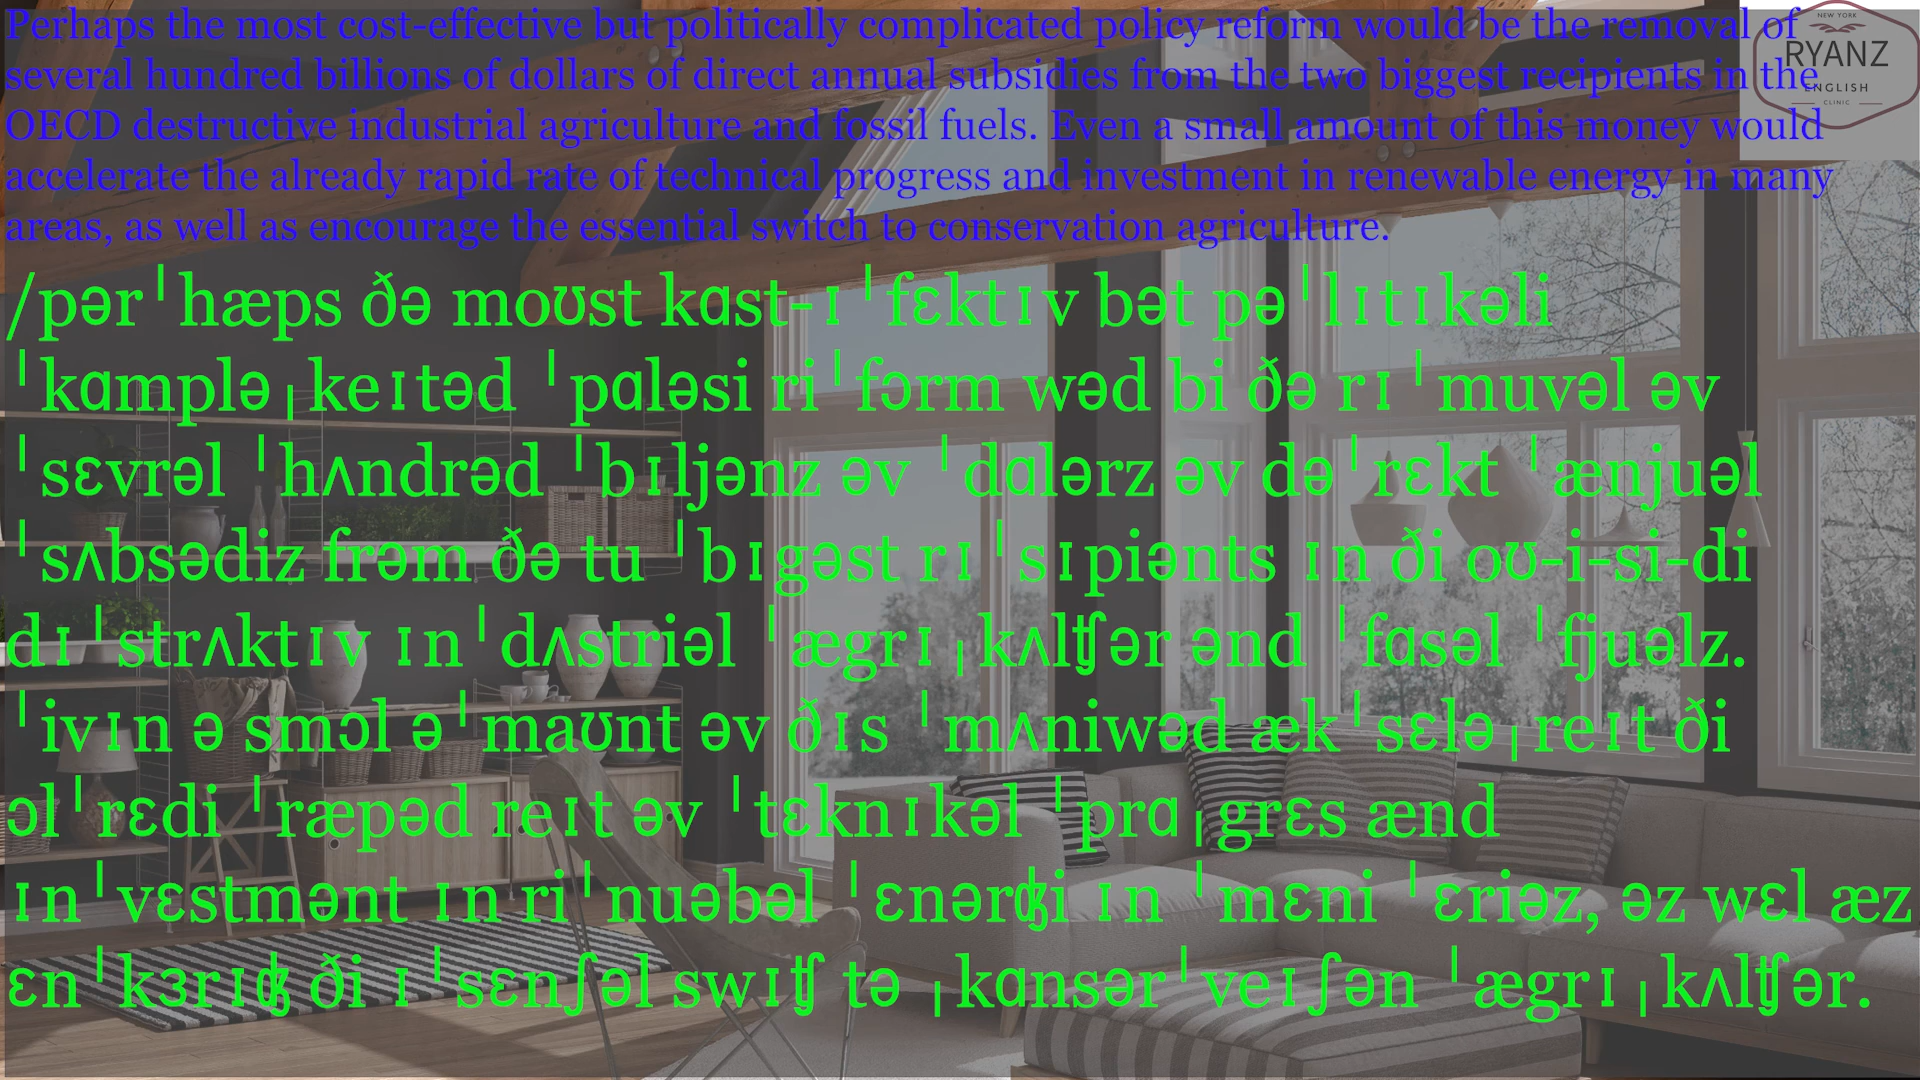 Perhaps the most cost-effective but politically complicated policy reform would be the removal of
several hundred billions of dollars of direct annual subsidies from the two biggest recipients in the
OECD destructive industrial agriculture and fossil fuels. Even a small amount of this money would
accelerate the already rapid rate of technical progress and investment in renewable energy in many
areas, as well as encourage the essential switch to conservation agriculture.
NEW YORK
RYANZ
ENGLISH
CLINIC
/pərˈhæps ðə moʊst kɑst-ɪˈfɛktɪv bət pəˈlɪtɪkəli
ˈkɑmpləˌkeɪtəd ˈpɑləsi riˈfɔrm wəd bi ðə rɪˈmuvəl əv
ˈsɛvrəl ˈhʌndrəd ˈbɪljənz əv ˈdɑlərz əv dəˈrɛkt ˈænjuəl
ˈsʌbsədiz frəm ðə tu ˈbɪgəst rɪˈsɪpiənts ɪn ði oʊ-i-si-di
dɪˈstrʌktɪv ɪnˈdʌstriəl ˈægrɪˌkʌlʧər ənd ˈfɑsəl ˈfjuəlz.
ˈivɪn ə smɔl əˈmaʊnt əv ðɪs ˈmʌniwəd ækˈsɛləˌreɪt ði
ɔlˈrɛdi ˈræpəd reɪt əv ˈtɛknɪkəl ˈprɑˌgrɛs ænd
ɪnˈvɛstmənt ɪn riˈnuəbəl ˈɛnərʤi ɪn ˈmɛni ˈɛriəz, əz wɛl æz
ɛnˈkɜrɪʤ ði ɪˈsɛnʃəl swɪʧ tə ˌkɑnsərˈveɪʃən ˈægrɪˌkʌlʧər.